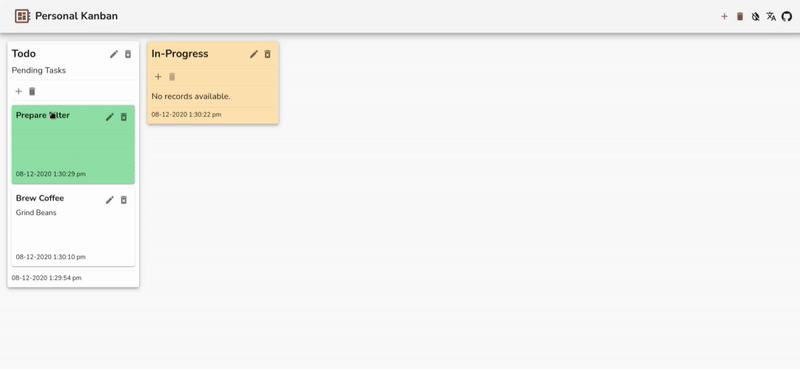 Personal Kanban
Todo
Pending Tasks
Prepare
08-12-2020 1:30:29 pm
Brew Coffee
Grind Beans
08-12-2020 1:30:10 pm
08-12-2020 1:29:54 pm
In-Progress
No records available.
08-12-2020 1:30:22 pm